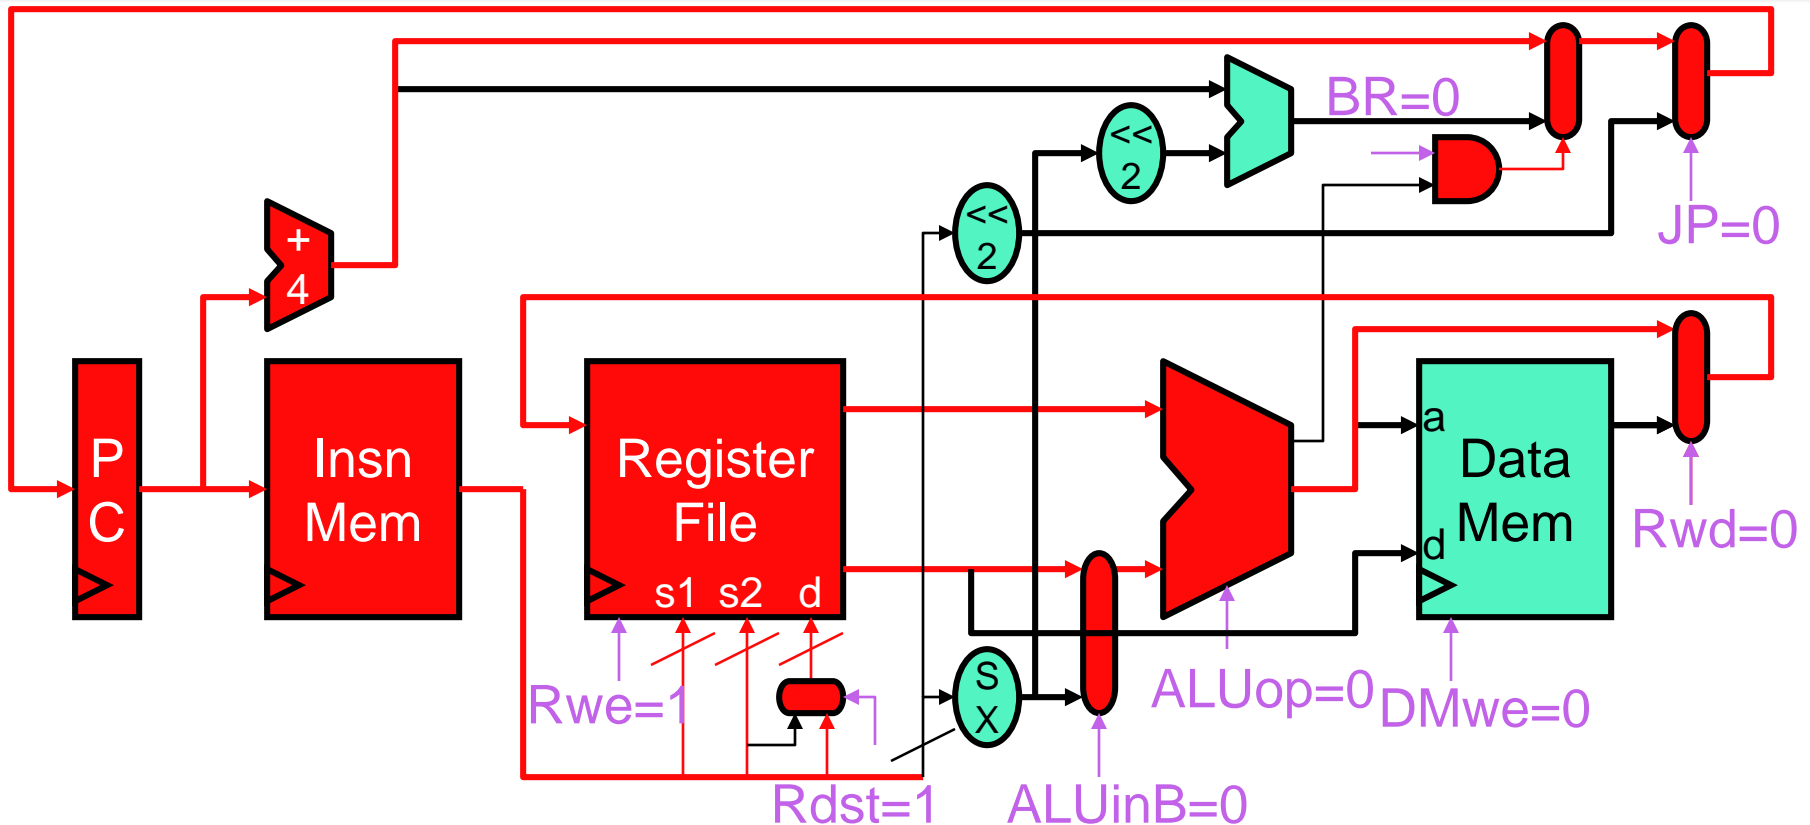 BR=0
<<
2
JP=0
<<
2
+
4
P
C
Insn
Mem
Register
File
s1 s2 d
a
Data
Mem
d
Rwd=0
Rwe=1
S
X
ALUop=0
DMwe=0
Rdst=1
ALUinB=0